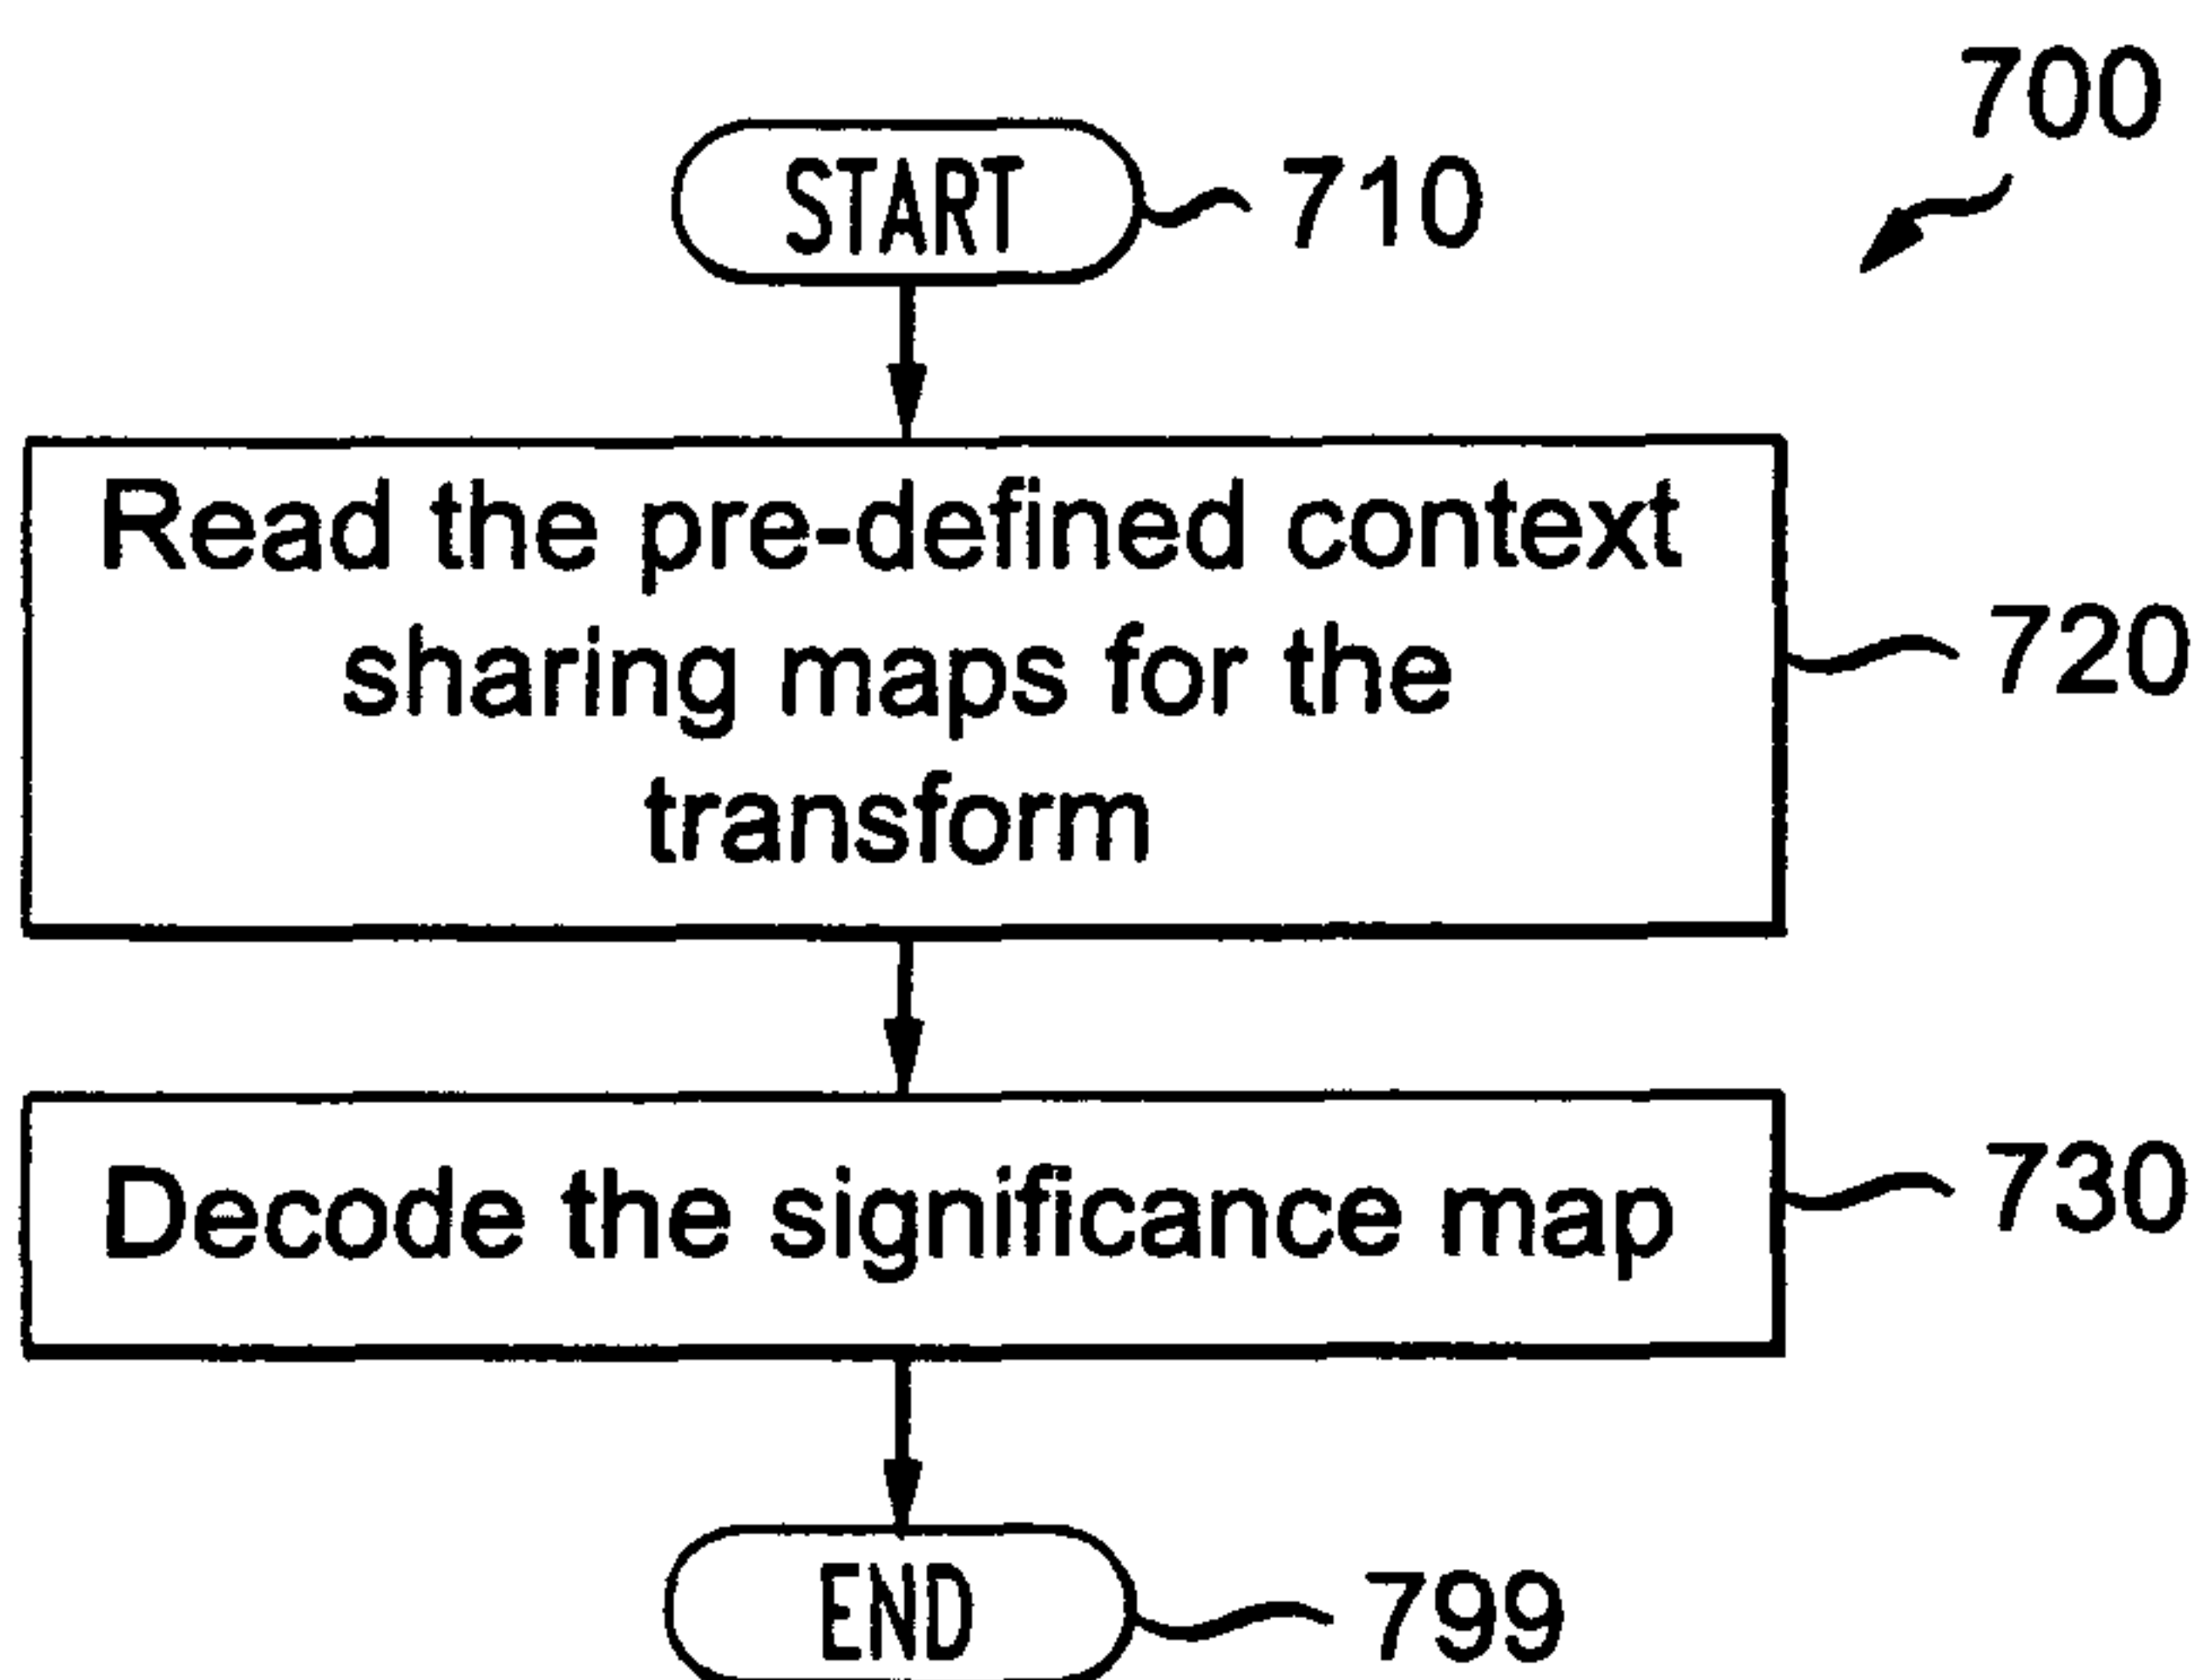 700
START
710
Read the pre-defined context
sharing maps for the
transform
720
Decode the significance map
730
END
799